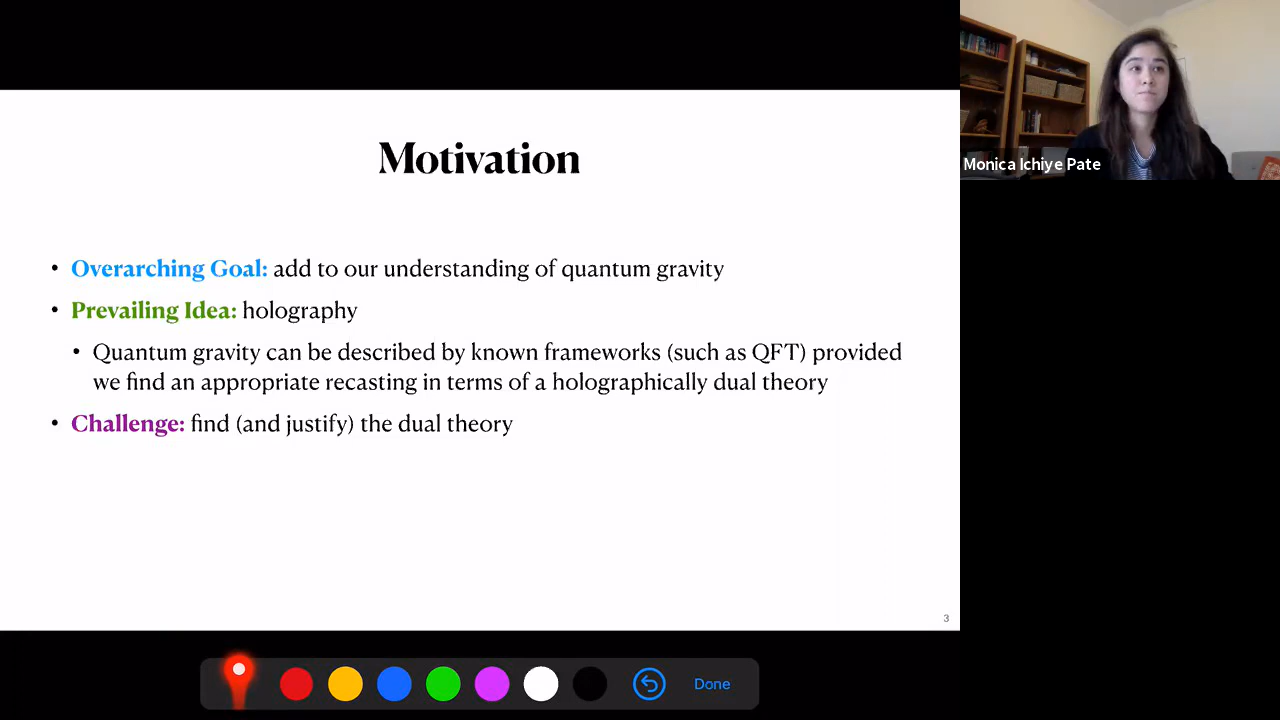 Motivation
• Overarching Goal: add to our understanding of quantum gravity
• Prevailing Idea: holography
• Quantum gravity can be described by known frameworks (such as QFT) provided
we find an appropriate recasting in terms of a holographically dual theory
• Challenge: find (and justify) the dual theory
3
Monica Ichiye Pate
Done